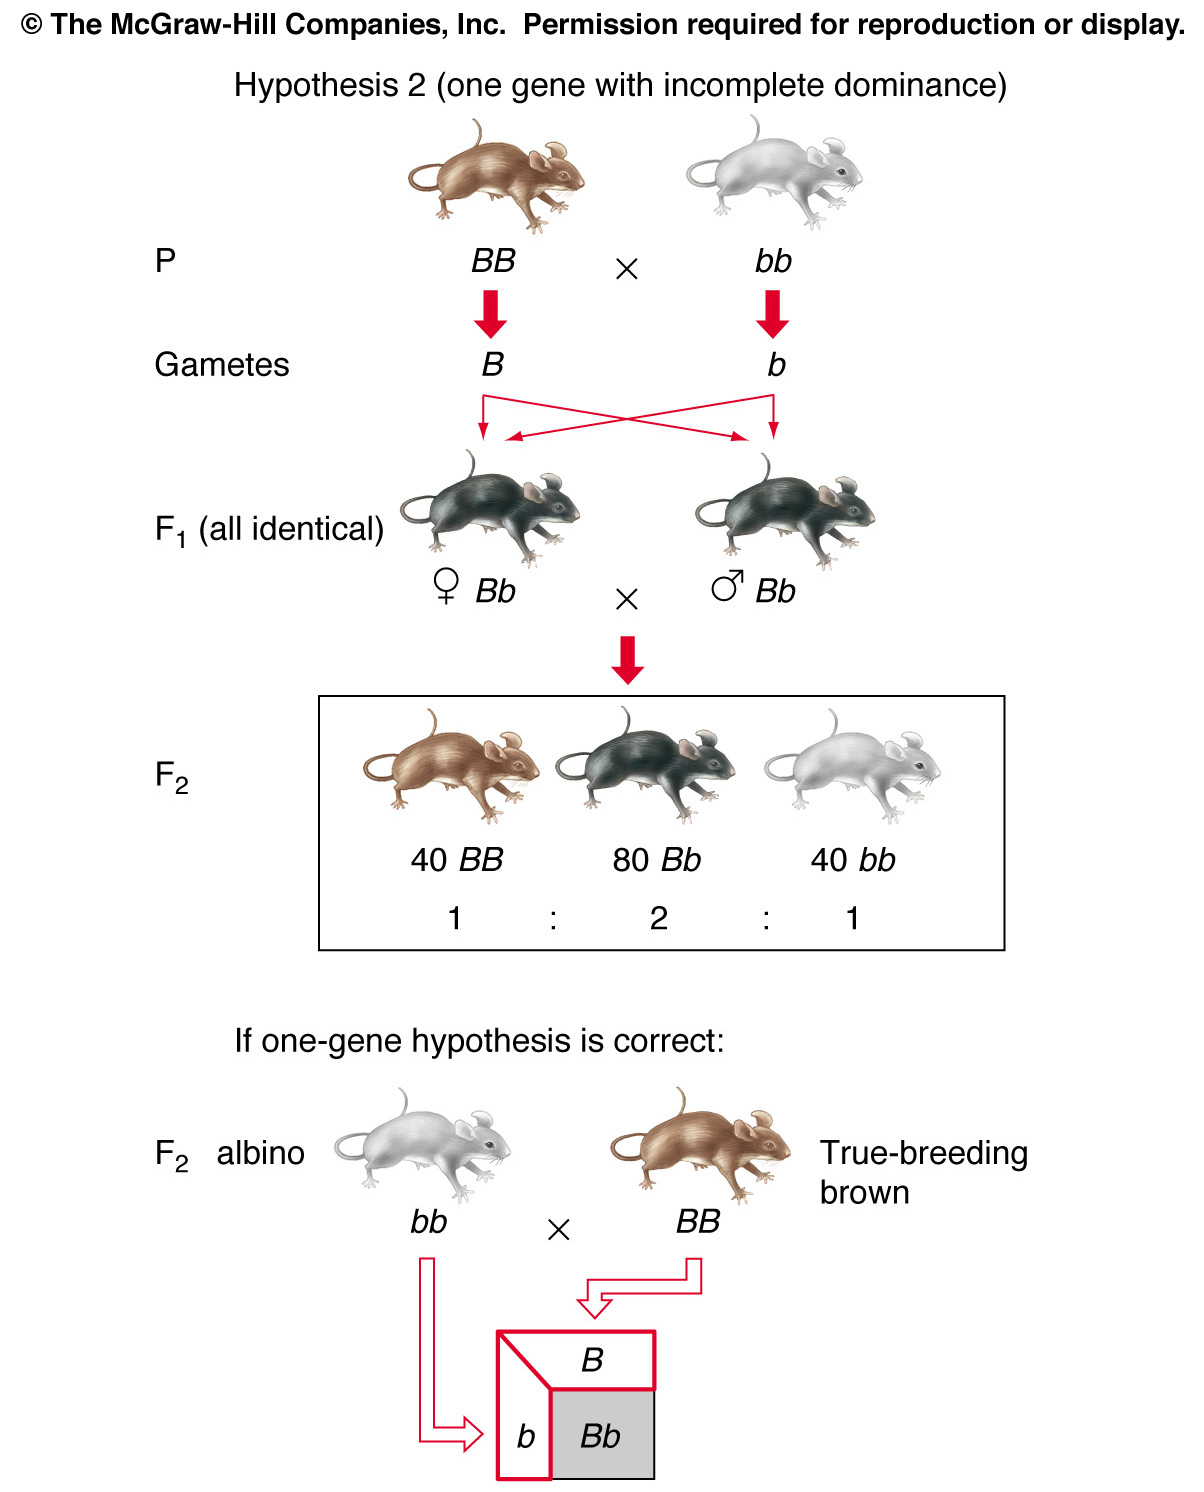 © The McGraw-Hill Companies, Inc.  Permission required for reproduction or display.
Hypothesis 2 (one gene with incomplete dominance)
P BB × bb
Gametes B b
F₁ (all identical)
♀ Bb × ♂ Bb
F₂
40 BB 80 Bb 40 bb
1 : 2 : 1
If one-gene hypothesis is correct:
F₂ albino True-breeding
brown
bb × BB
B
b Bb